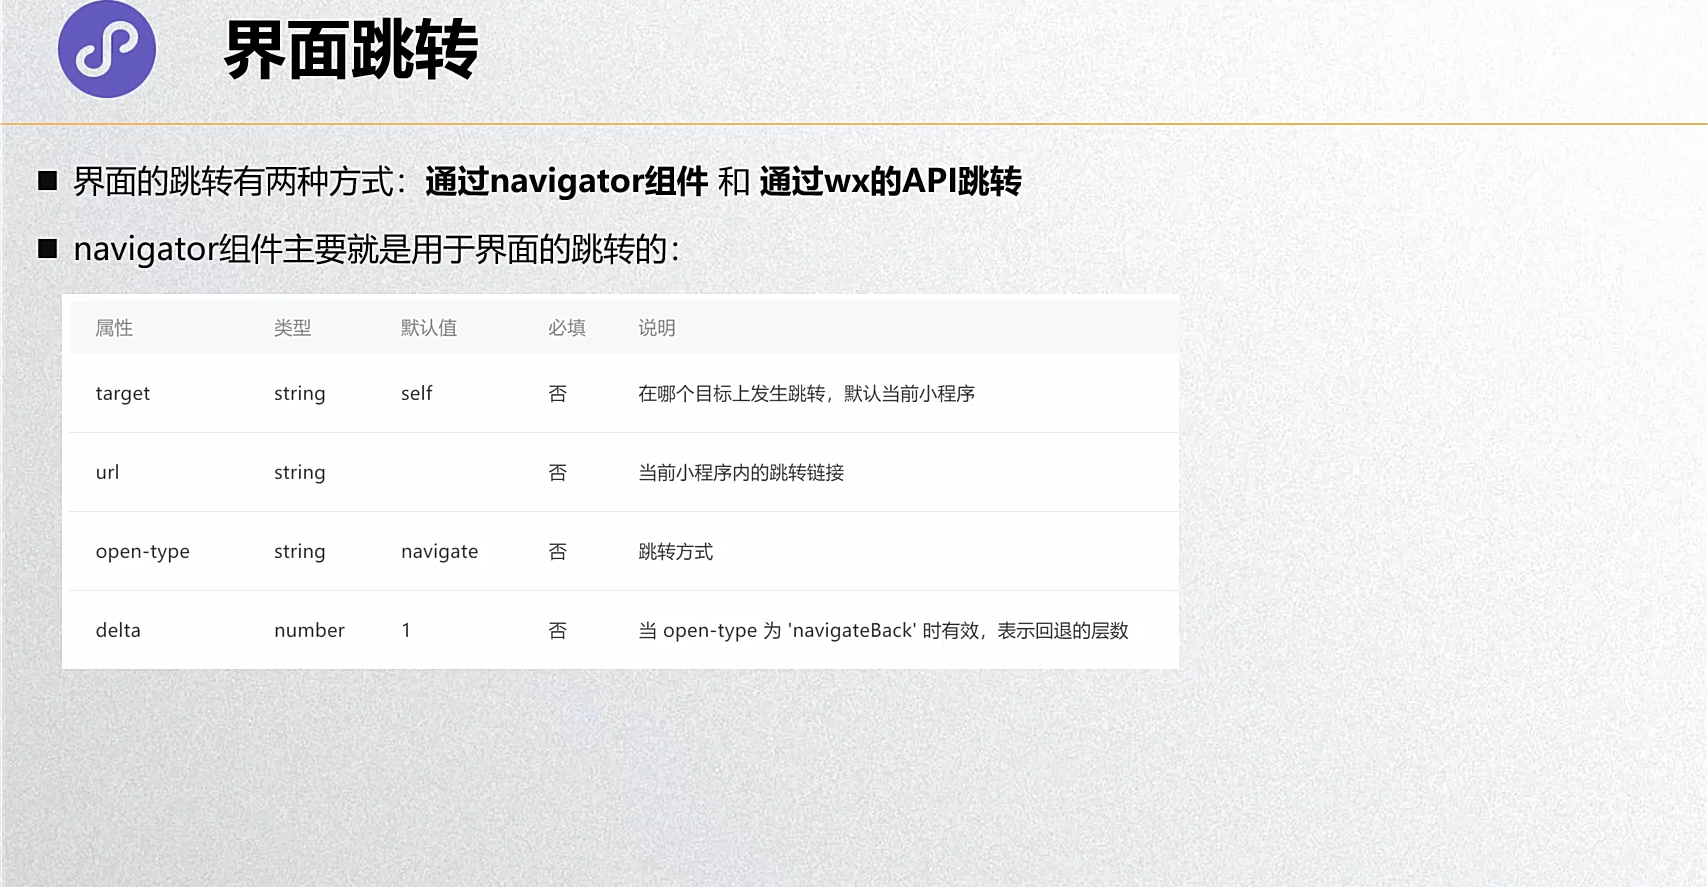 界面跳转
界面的跳转有两种方式：通过navigator组件 和 通过wx的API跳转
navigator组件主要就是用于界面的跳转的：
属性 类型 默认值 必填 说明
target string self 否 在哪个目标上发生跳转，默认当前小程序
url string 否 当前小程序内的跳转链接
open-type string navigate 否 跳转方式
delta number 1 否 当 open-type 为 'navigateBack' 时有效，表示回退的层数